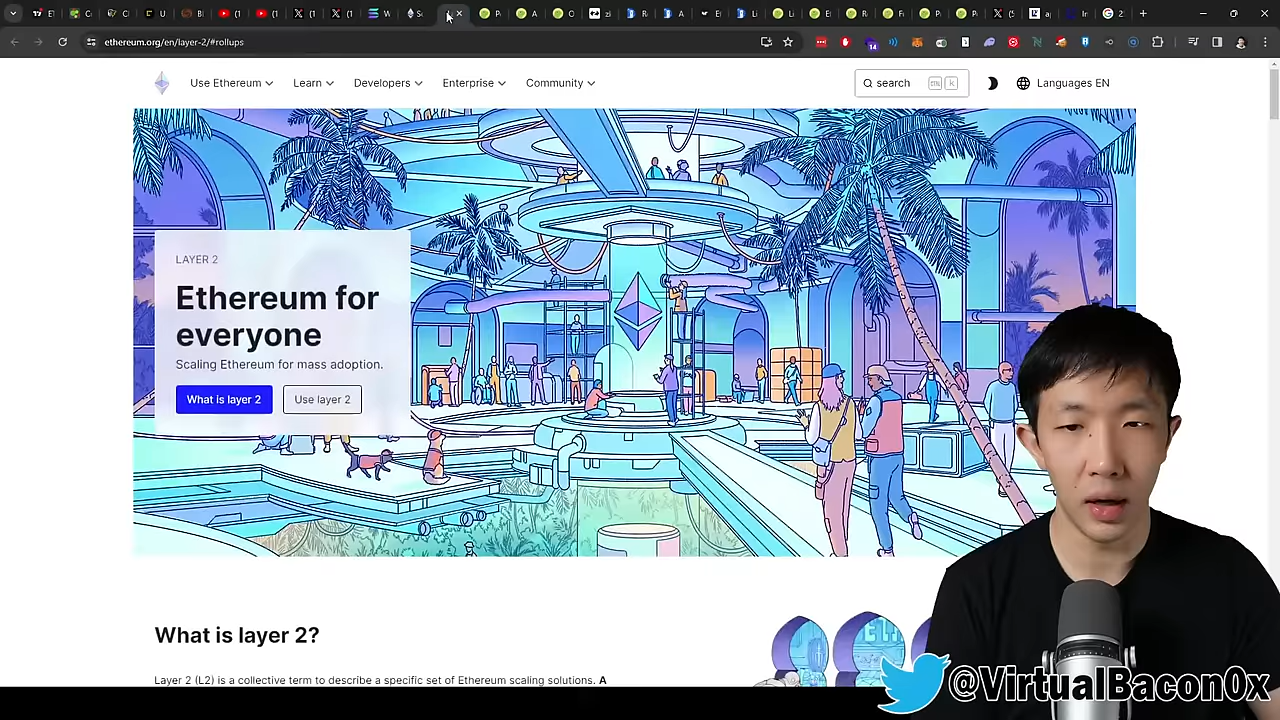 ethereum.org/en/layer-2/#rollups
Use Ethereum
Learn
Developers
Enterprise
Community
search
k
Languages EN
LAYER 2
Ethereum for
everyone
Scaling Ethereum for mass adoption.
What is layer 2
Use layer 2
What is layer 2?
Layer 2 (L2) is a collective term to describe a specific set of Ethereum scaling solutions. A
@VirtualBacon0x